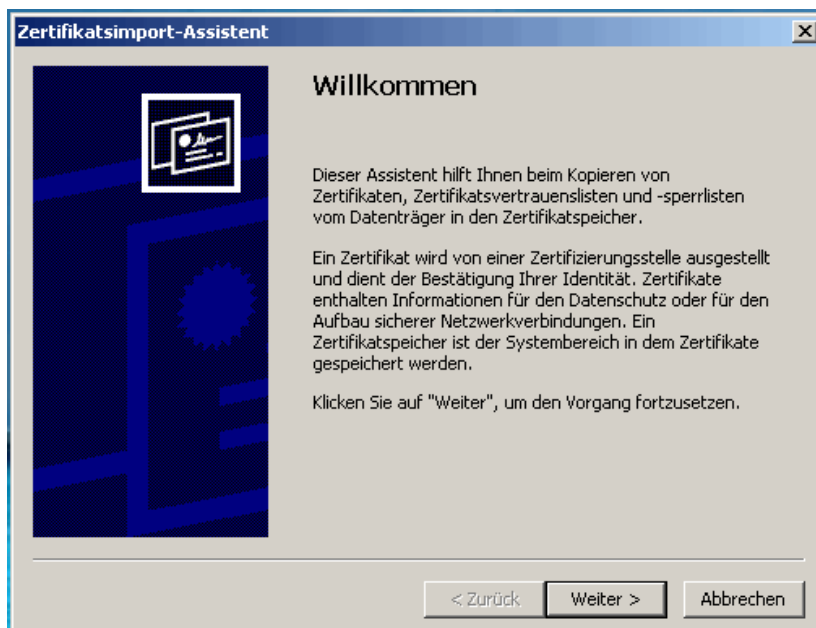 Zertifikatsimport-Assistent
Willkommen
Dieser Assistent hilft Ihnen beim Kopieren von
Zertifikaten, Zertifikatsvertrauenslisten und -sperrlisten
vom Datenträger in den Zertifikatspeicher.
Ein Zertifikat wird von einer Zertifizierungsstelle ausgestellt
und dient der Bestätigung Ihrer Identität. Zertifikate
enthalten Informationen für den Datenschutz oder für den
Aufbau sicherer Netzwerkverbindungen. Ein
Zertifikatspeicher ist der Systembereich in dem Zertifikate
gespeichert werden.
Klicken Sie auf "Weiter", um den Vorgang fortzusetzen.
< Zurück Weiter > Abbrechen